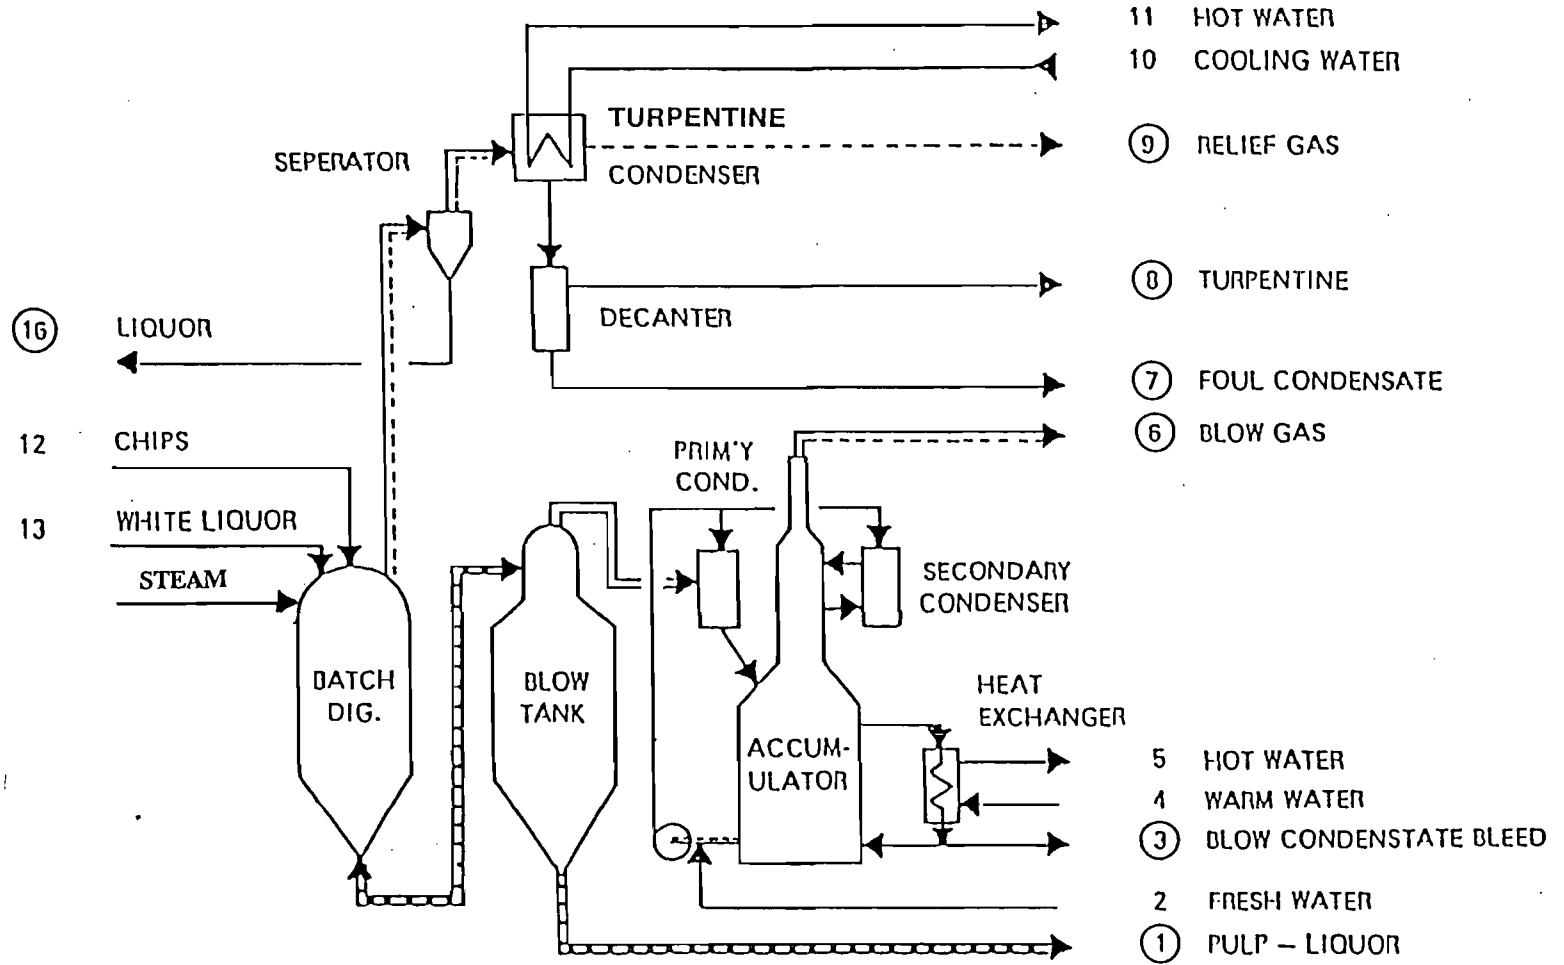 11 HOT WATER
10 COOLING WATER
TURPENTINE
CONDENSER
9 RELIEF GAS
SEPERATOR
8 TURPENTINE
DECANTER
16 LIQUOR
7 FOUL CONDENSATE
12 CHIPS
6 BLOW GAS
PRIM'Y
COND.
13 WHITE LIQUOR
STEAM
SECONDARY
CONDENSER
BATCH
DIG.
BLOW
TANK
HEAT
EXCHANGER
ACCUM-
ULATOR
5 HOT WATER
4 WARM WATER
3 BLOW CONDENSTATE BLEED
2 FRESH WATER
1 PULP – LIQUOR